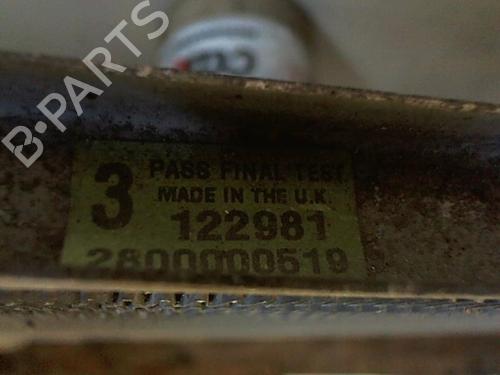 B-PARTS
3
PASS FINAL TEST
MADE IN THE U.K.
122981
2800000519